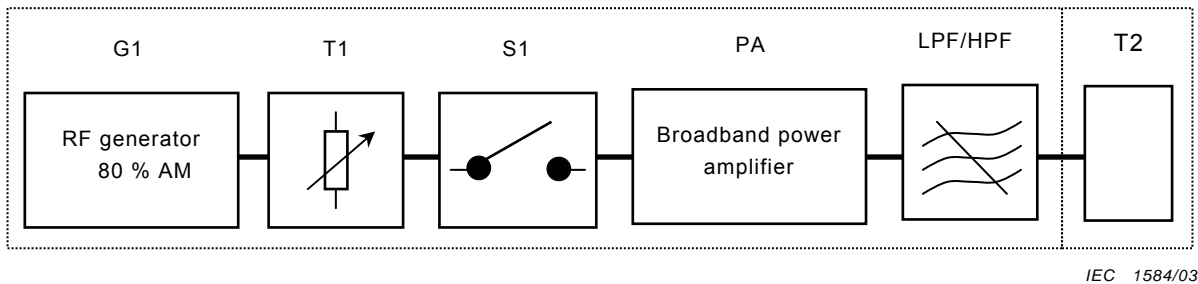 G1
T1
S1
PA
LPF/HPF
T2
RF generator
80 % AM
Broadband power
amplifier
IEC 1584/03